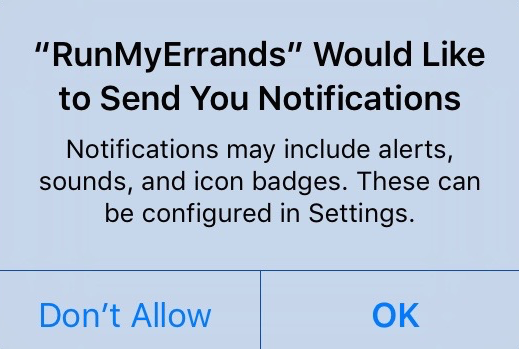 “RunMyErrands” Would Like
to Send You Notifications
Notifications may include alerts,
sounds, and icon badges. These can
be configured in Settings.
Don’t Allow
OK